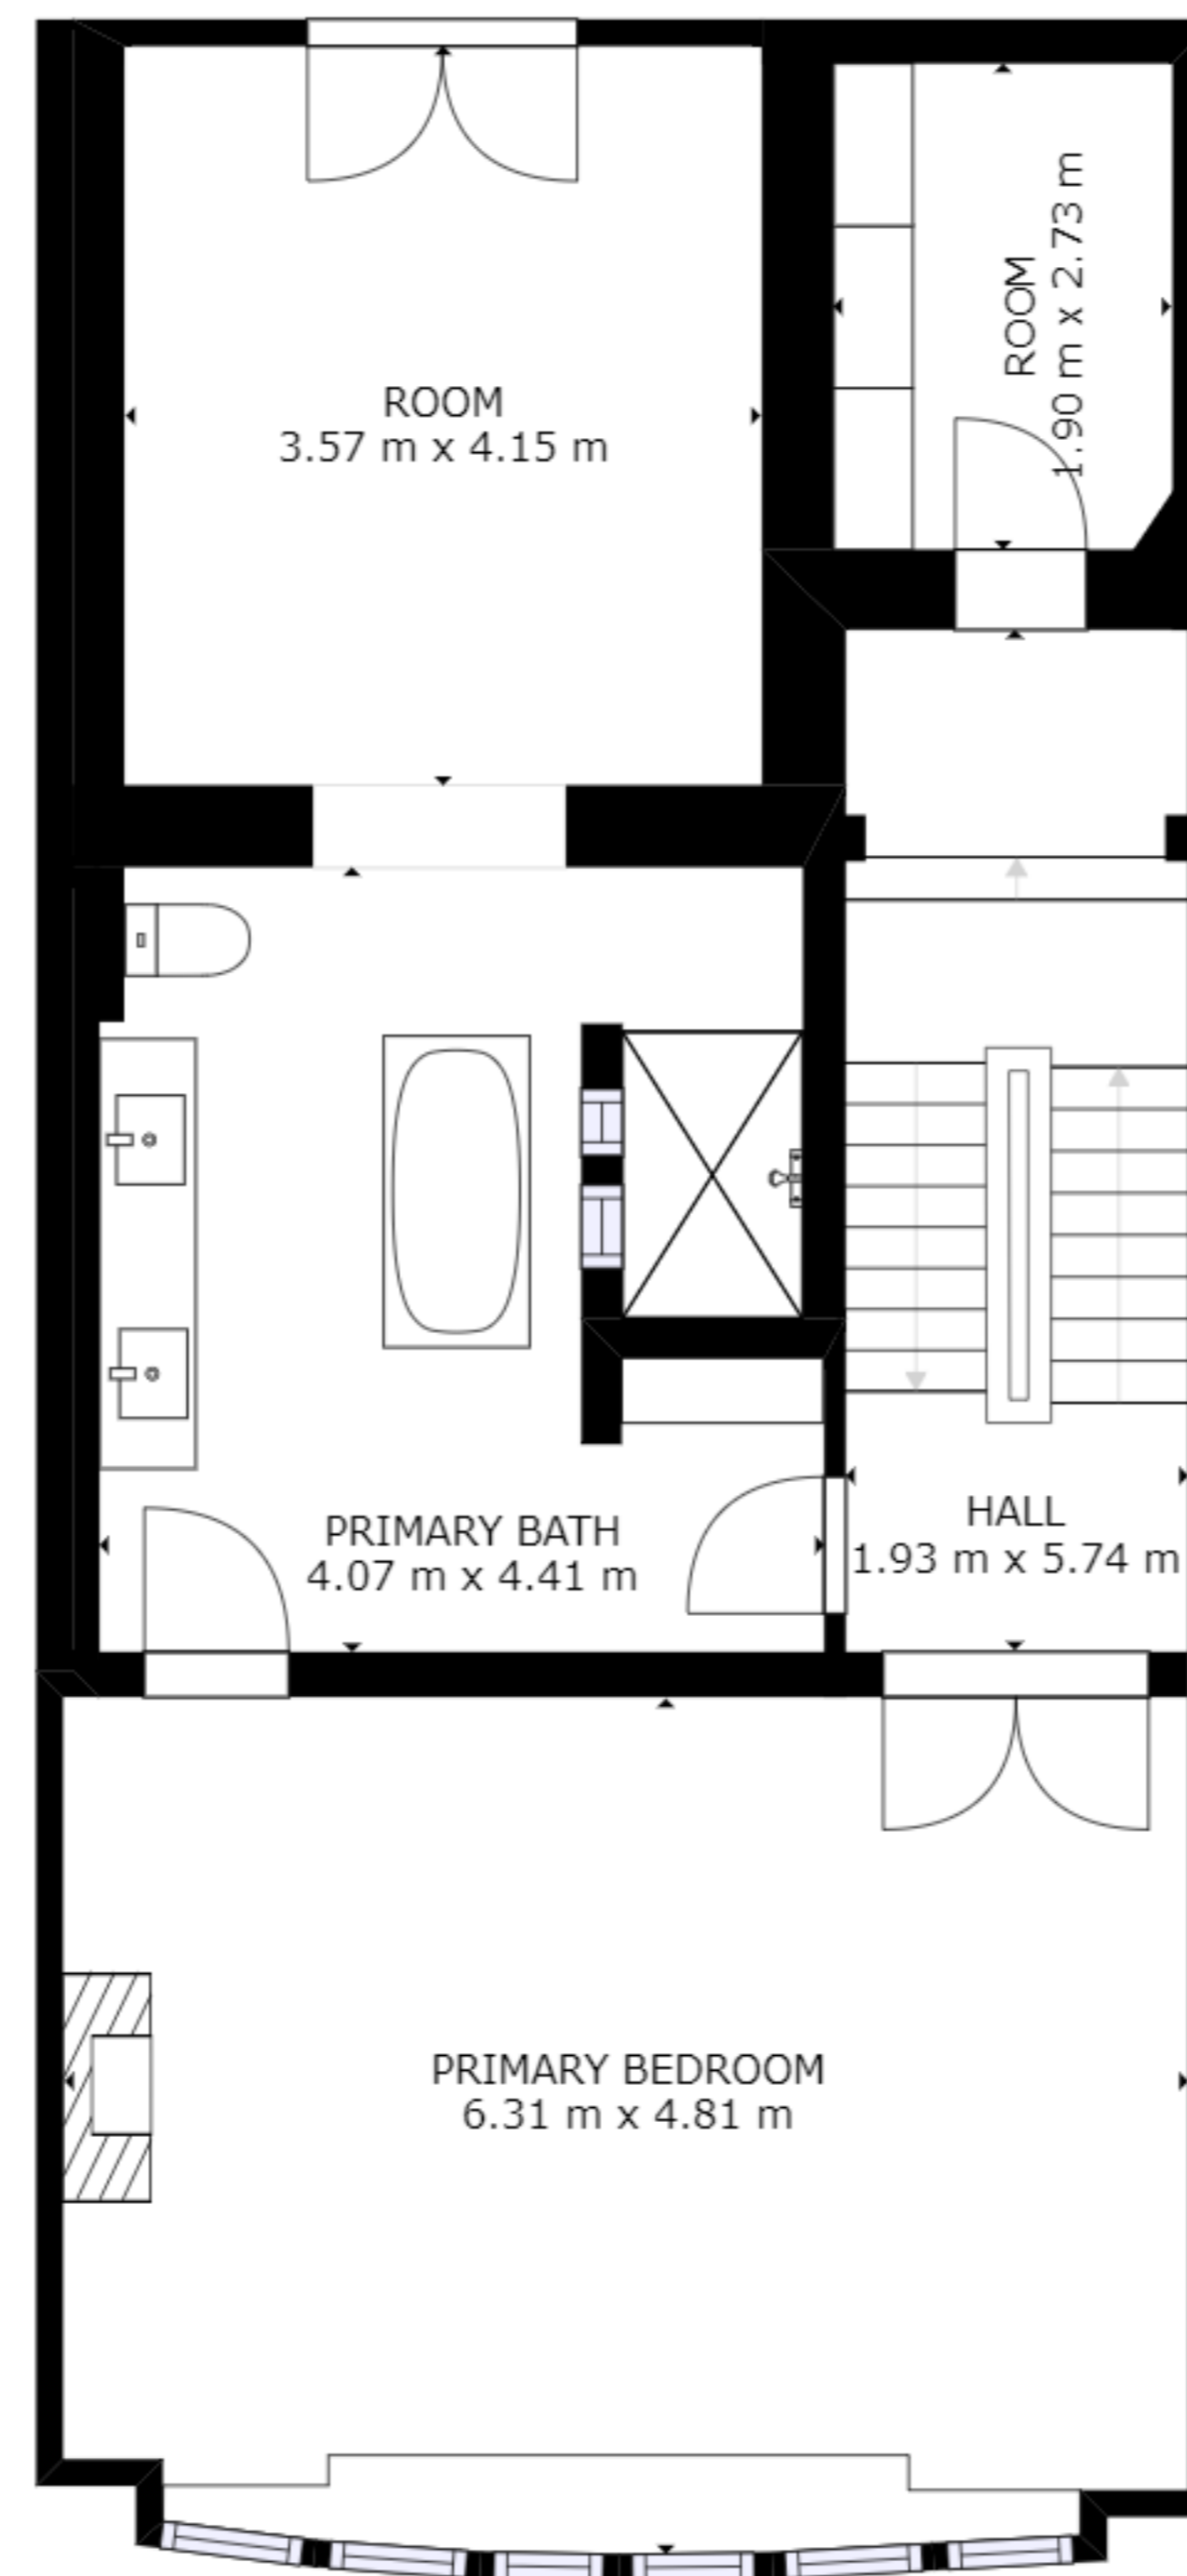 ROOM
3.57 m x 4.15 m
ROOM
1.90 m x 2.73 m
PRIMARY BATH
4.07 m x 4.41 m
HALL
1.93 m x 5.74 m
PRIMARY BEDROOM
6.31 m x 4.81 m